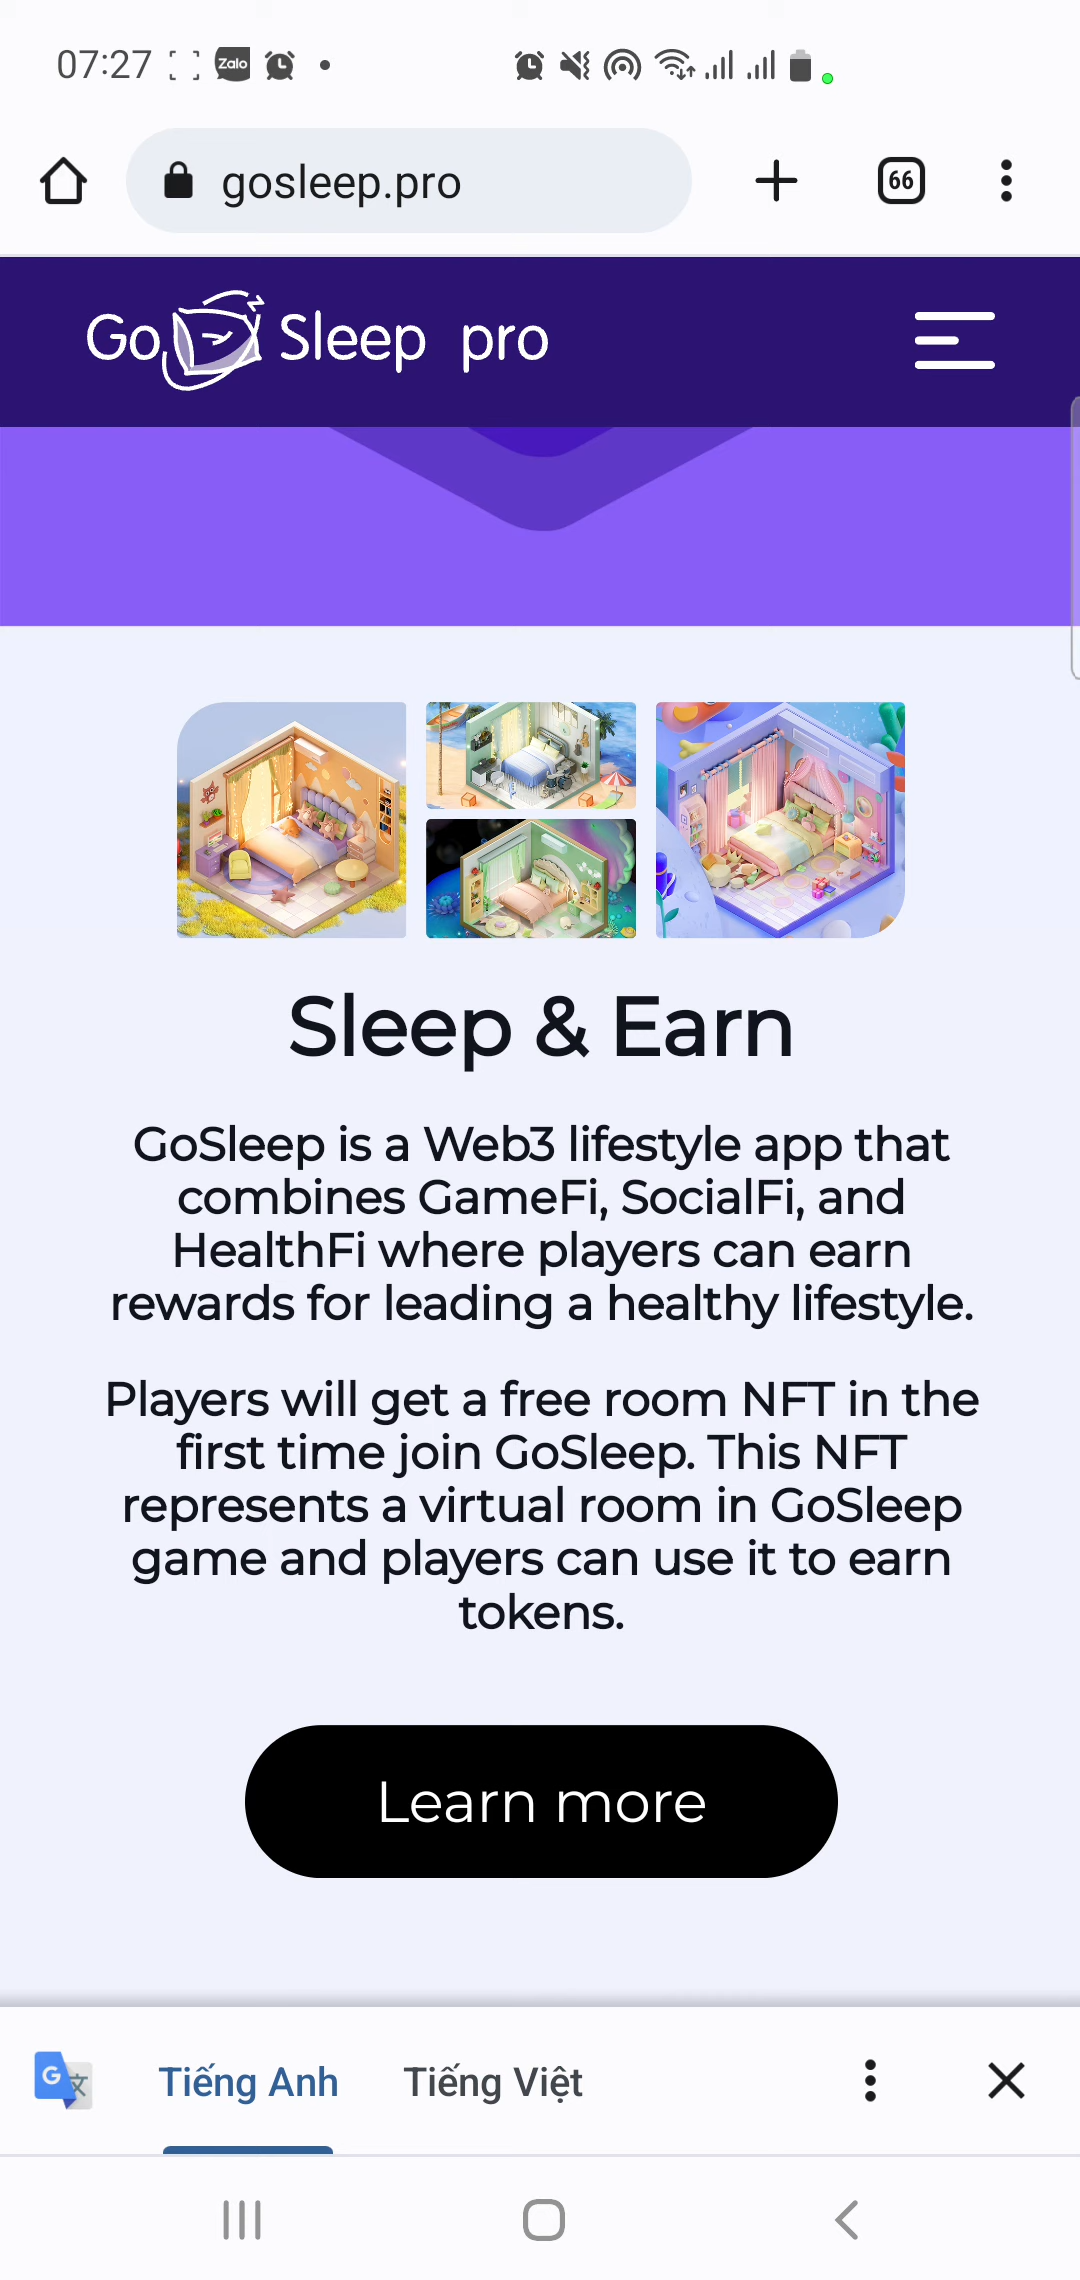 07:27
Zalo
gosleep.pro
66
Go Sleep pro
Sleep & Earn
GoSleep is a Web3 lifestyle app that
combines GameFi, SocialFi, and
HealthFi where players can earn
rewards for leading a healthy lifestyle.
Players will get a free room NFT in the
first time join GoSleep. This NFT
represents a virtual room in GoSleep
game and players can use it to earn
tokens.
Learn more
G 文
Tiếng Anh
Tiếng Việt